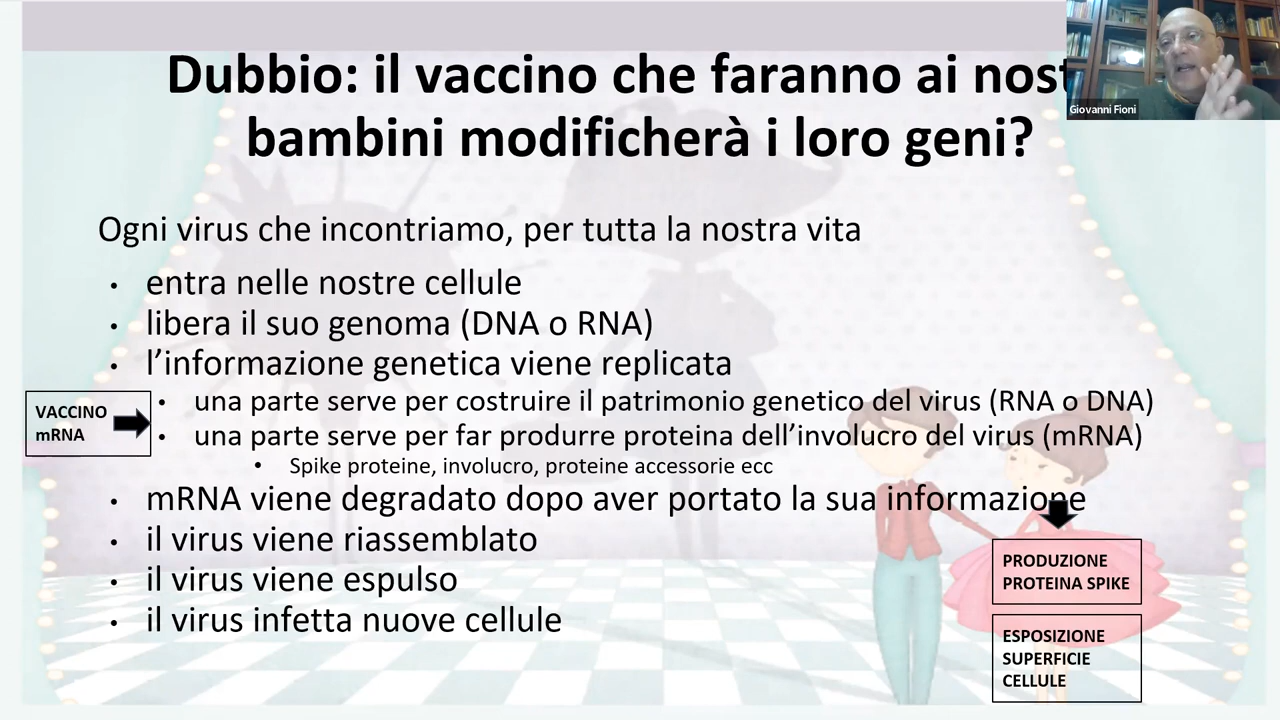 Dubbio: il vaccino che faranno ai nost
Giovanni Fioni
bambini modificherà i loro geni?
Ogni virus che incontriamo, per tutta la nostra vita
• entra nelle nostre cellule
• libera il suo genoma (DNA o RNA)
• l’informazione genetica viene replicata
VACCINO
mRNA
• una parte serve per costruire il patrimonio genetico del virus (RNA o DNA)
• una parte serve per far produrre proteina dell’involucro del virus (mRNA)
• Spike proteine, involucro, proteine accessorie ecc
• mRNA viene degradato dopo aver portato la sua informazione
• il virus viene riassemblato
• il virus viene espulso
• il virus infetta nuove cellule
PRODUZIONE
PROTEINA SPIKE
ESPOSIZIONE
SUPERFICIE
CELLULE